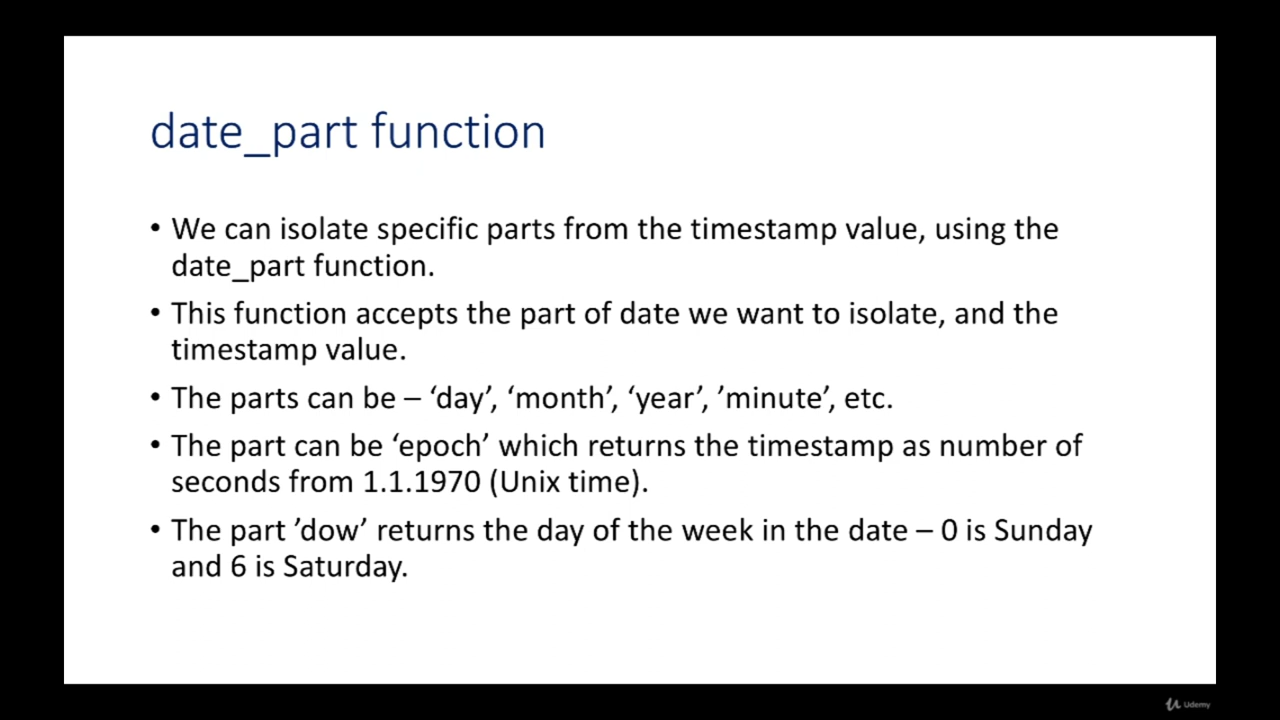 date_part function
• We can isolate specific parts from the timestamp value, using the
date_part function.
• This function accepts the part of date we want to isolate, and the
timestamp value.
• The parts can be – ‘day’, ‘month’, ‘year’, ’minute’, etc.
• The part can be ‘epoch’ which returns the timestamp as number of
seconds from 1.1.1970 (Unix time).
• The part ’dow’ returns the day of the week in the date – 0 is Sunday
and 6 is Saturday.
Udemy